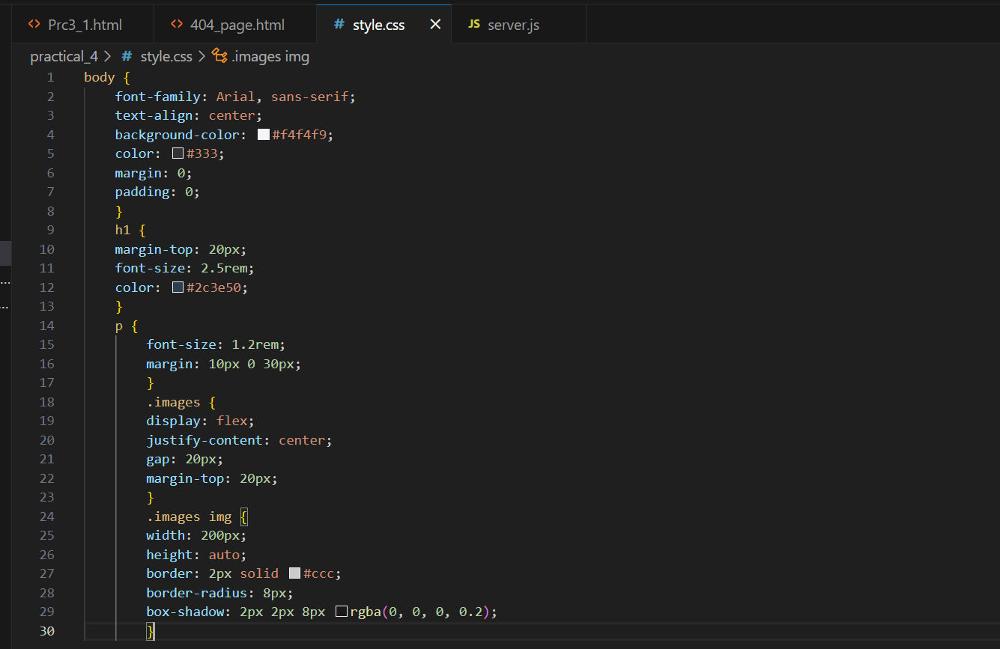 Prc3_1.html 404_page.html # style.css × JS server.js
practical_4 > # style.css > .images img
1 body {
2 font-family: Arial, sans-serif;
3 text-align: center;
4 background-color: #f4f4f9;
5 color: #333;
6 margin: 0;
7 padding: 0;
8 }
9 h1 {
10 margin-top: 20px;
11 font-size: 2.5rem;
12 color: #2c3e50;
13 }
14 p {
15 font-size: 1.2rem;
16 margin: 10px 0 30px;
17 }
18 .images {
19 display: flex;
20 justify-content: center;
21 gap: 20px;
22 margin-top: 20px;
23 }
24 .images img {
25 width: 200px;
26 height: auto;
27 border: 2px solid #ccc;
28 border-radius: 8px;
29 box-shadow: 2px 2px 8px rgba(0, 0, 0, 0.2);
30 }